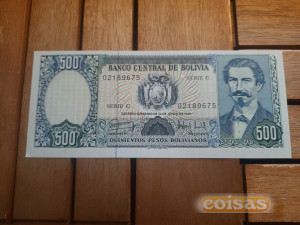 500
BANCO CENTRAL DE BOLIVIA
02189675 SERIE C
SERIE C 02189675
500
QUINIENTOS PESOS BOLIVIANOS
500
coisas